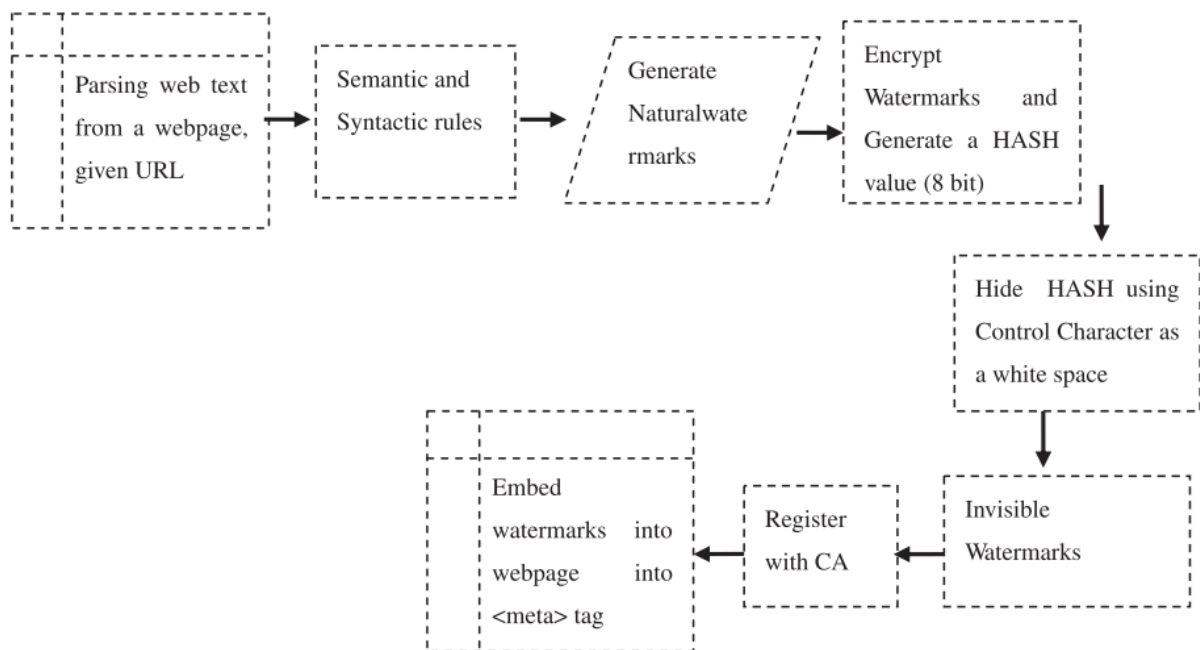 Parsing web text
from a webpage,
given URL
Semantic and
Syntactic rules
Generate
Naturalwate
rmarks
Encrypt
Watermarks and
Generate a HASH
value (8 bit)
Hide HASH using
Control Character as
a white space
Invisible
Watermarks
Register
with CA
Embed
watermarks into
webpage into
<meta> tag